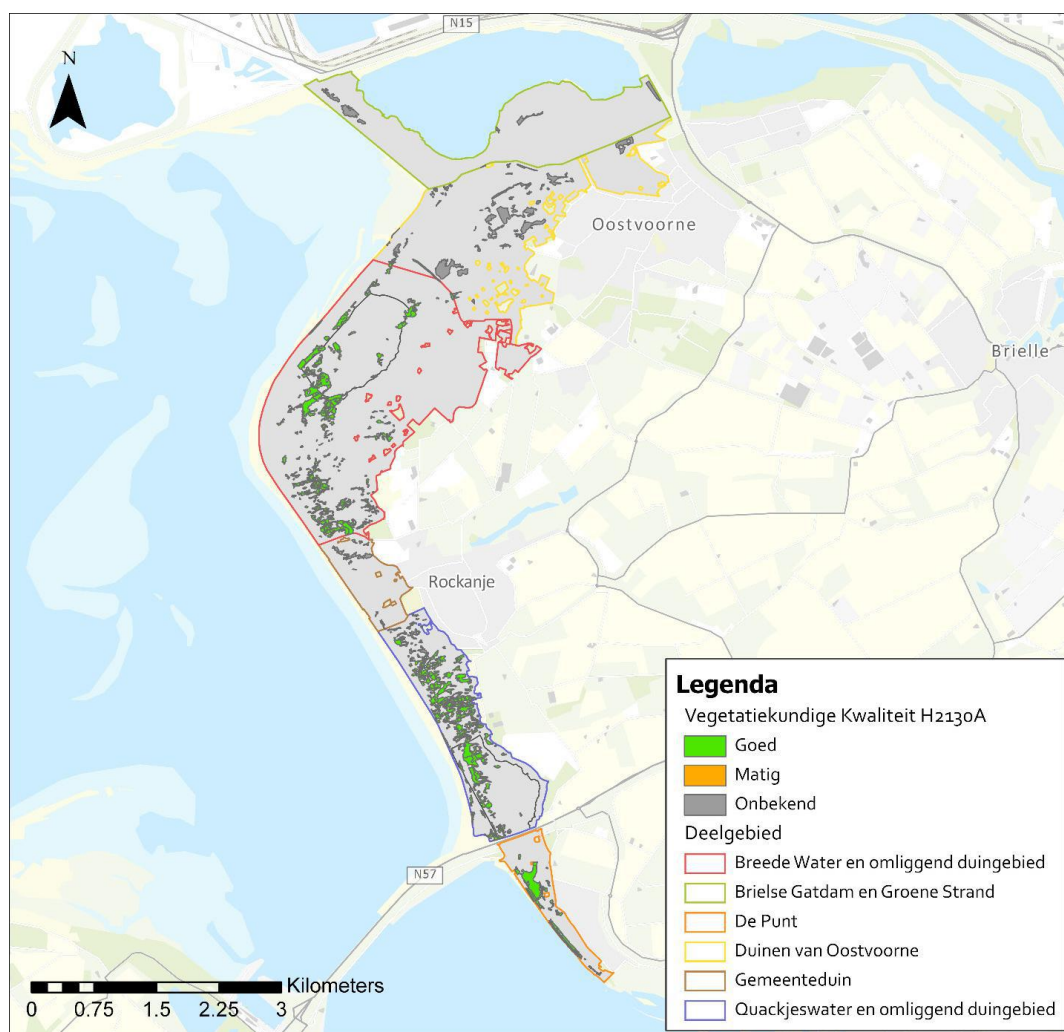 N15
N
Oostvoorne
Brielle
Rockanje
N57
Legenda
Vegetatiekundige Kwaliteit H2130A
Goed
Matig
Onbekend
Deelgebied
Breede Water en omliggend duingebied
Brielse Gatdam en Groene Strand
De Punt
Duinen van Oostvoorne
Gemeenteduin
Quackjeswater en omliggend duingebied
Kilometers
0 0.75 1.5 2.25 3